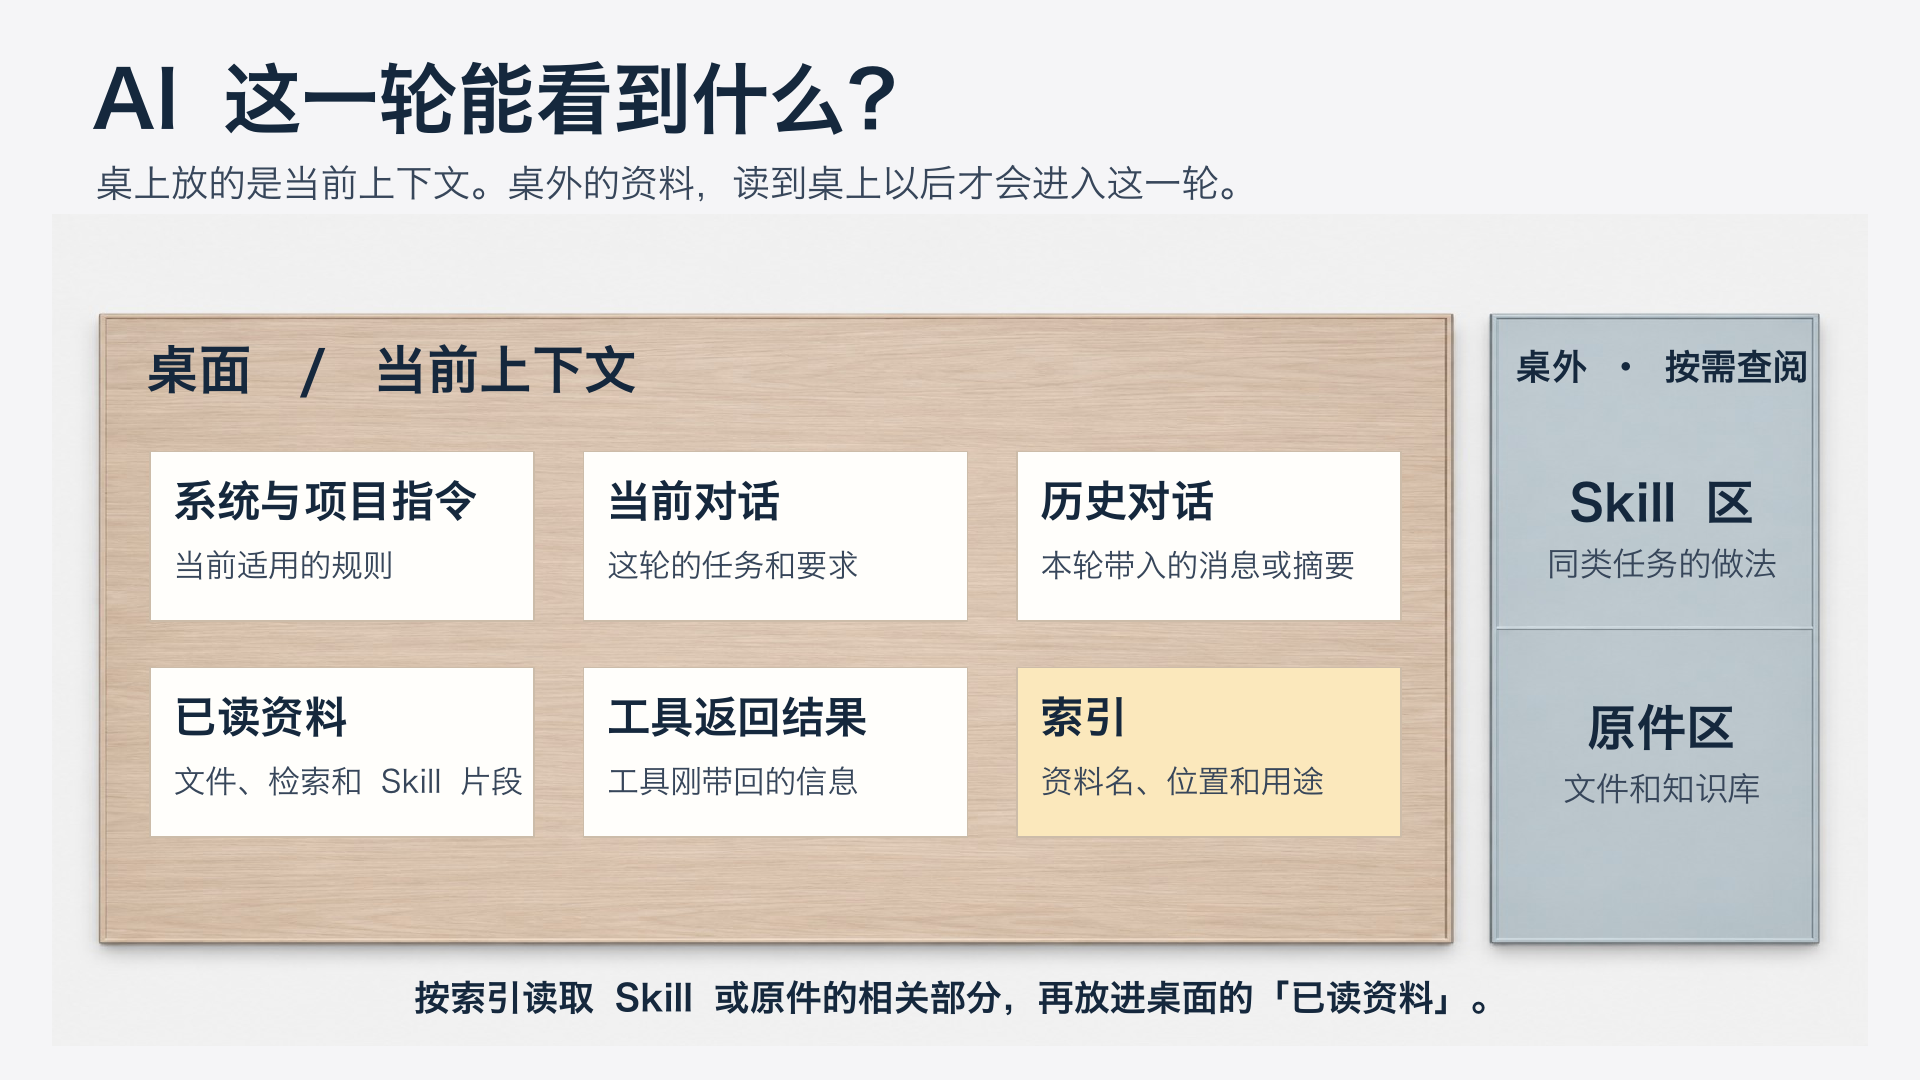 AI 这一轮能看到什么？
桌上放的是当前上下文。桌外的资料，读到桌上以后才会进入这一轮。
桌面 / 当前上下文
系统与项目指令
当前适用的规则
当前对话
这轮的任务和要求
历史对话
本轮带入的消息或摘要
已读资料
文件、检索和 Skill 片段
工具返回结果
工具刚带回的信息
索引
资料名、位置和用途
桌外 · 按需查阅
Skill 区
同类任务的做法
原件区
文件和知识库
按索引读取 Skill 或原件的相关部分，再放进桌面的「已读资料」。